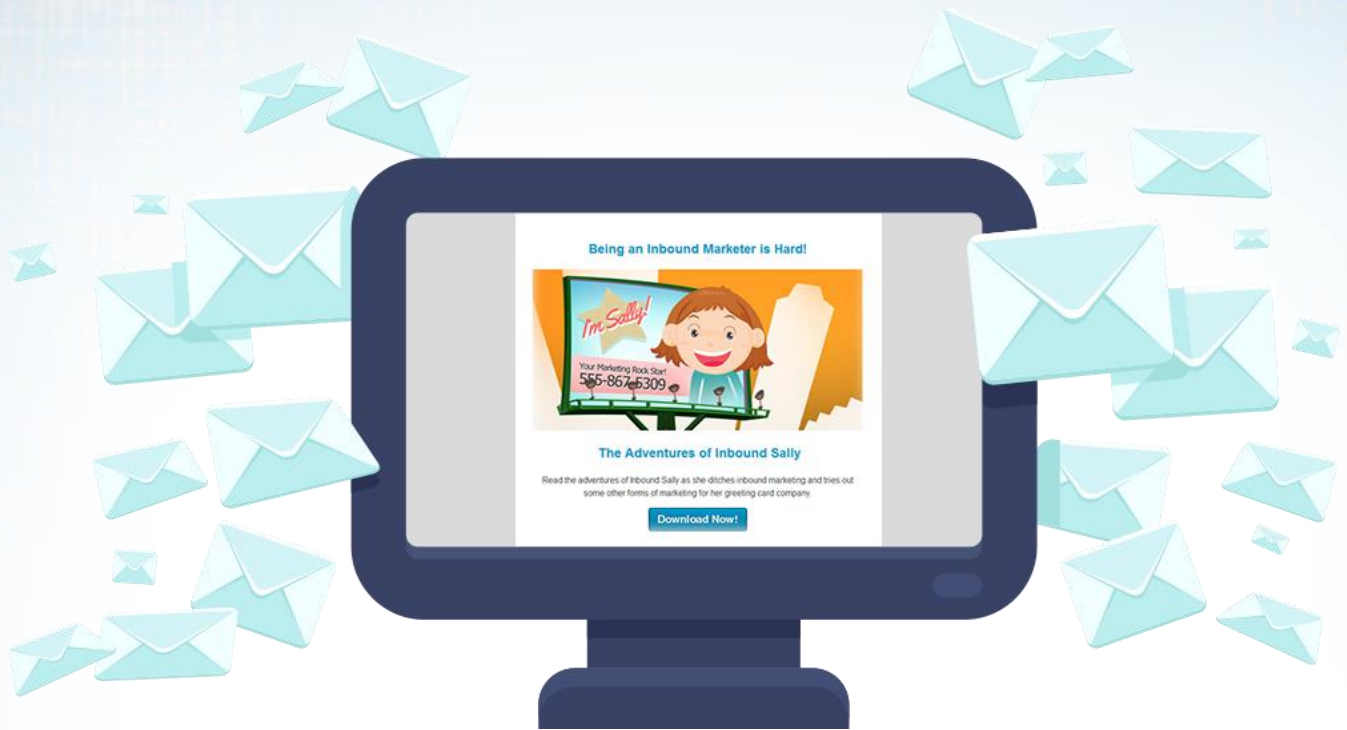 Being an Inbound Marketer is Hard!
I'm Sally!
Your Marketing Rock Star!
555-867-5309
The Adventures of Inbound Sally
Read the adventures of Inbound Sally as she ditches inbound marketing and tries out
some other forms of marketing for her greeting card company.
Download Now!